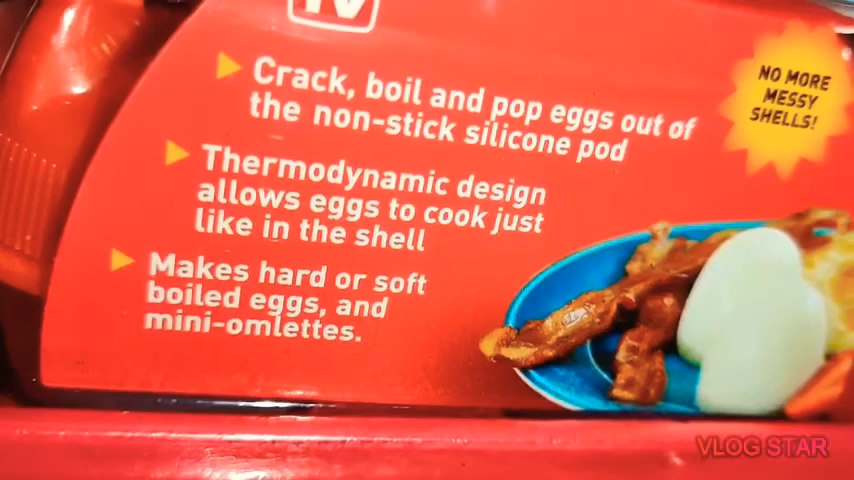 TV
Crack, boil and pop eggs out of
the non-stick silicone pod
NO MORE
MESSY
SHELLS!
Thermodynamic design
allows eggs to cook just
like in the shell
Makes hard or soft
boiled eggs, and
mini-omlettes.
VLOG STAR